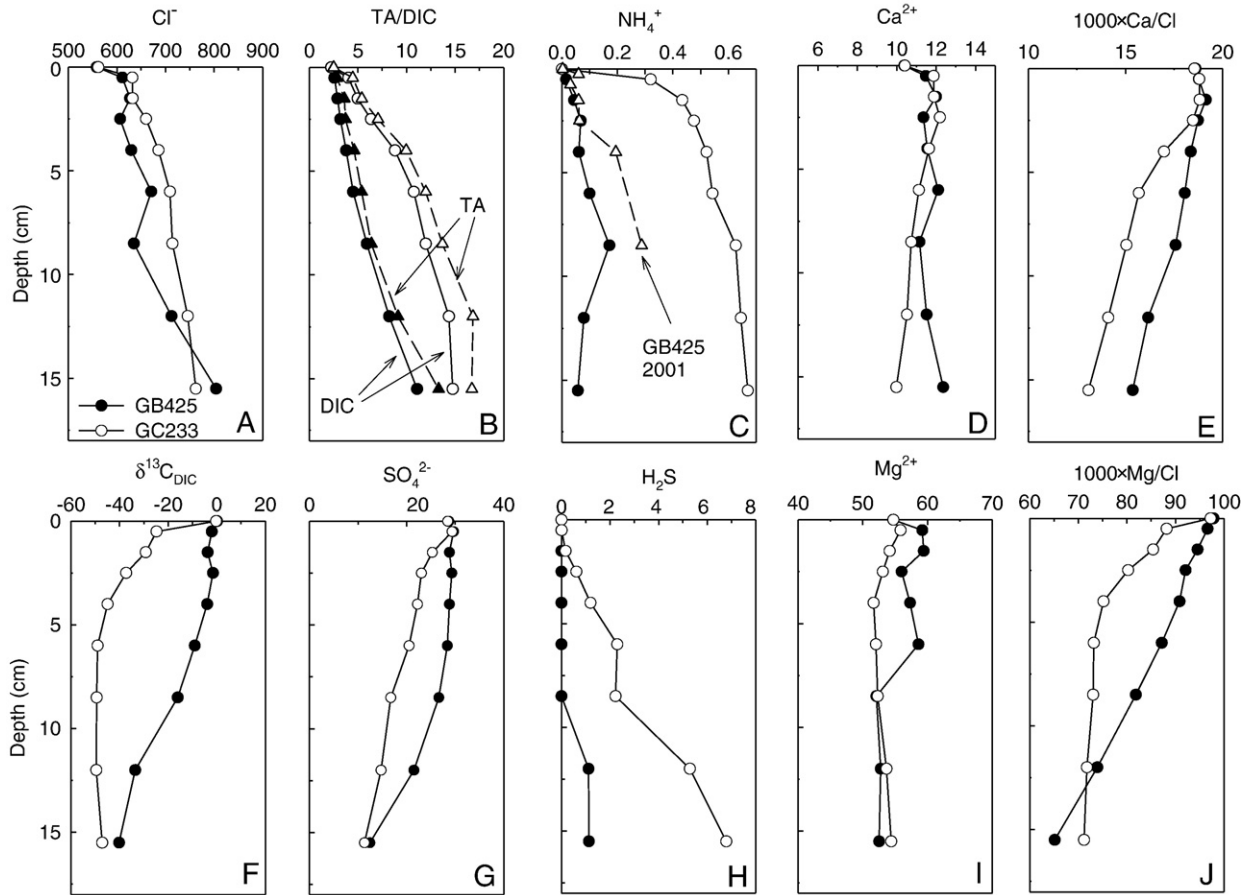 Cl⁻
500 600 700 800 900
0
5
10
15
Depth (cm)
GB425
GC233
A
TA/DIC
0 5 10 15 20
TA
DIC
B
NH₄⁺
0.0 0.2 0.4 0.6 0.8
GB425
2001
C
Ca²⁺
6 8 10 12 14
D
1000×Ca/Cl
10 15 20
E
δ¹³C_DIC
-60 -40 -20 0 20
0
5
10
15
Depth (cm)
F
SO₄²⁻
0 20 40
G
H₂S
0 2 4 6 8
H
Mg²⁺
40 50 60 70
I
1000×Mg/Cl
60 70 80 90 100
J